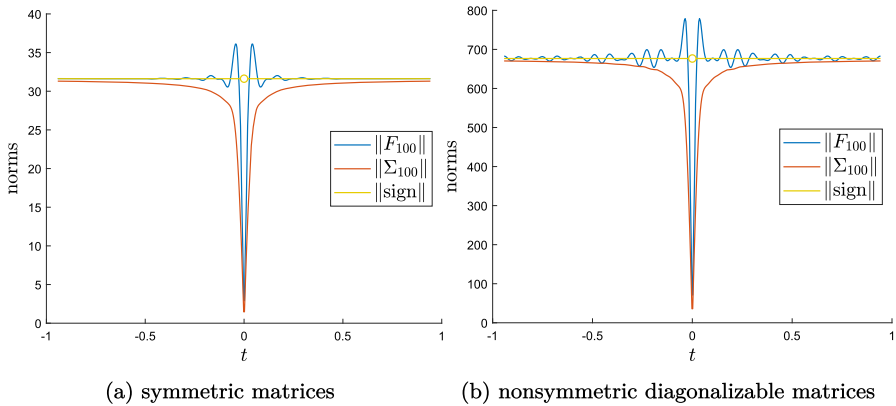 40
35
30
25
20
15
10
5
0
norms
-1
-0.5
0
0.5
1
t
‖F₁₀₀‖
‖Σ₁₀₀‖
‖sign‖
(a) symmetric matrices
800
700
600
500
400
300
200
100
0
norms
-1
-0.5
0
0.5
1
t
‖F₁₀₀‖
‖Σ₁₀₀‖
‖sign‖
(b) nonsymmetric diagonalizable matrices